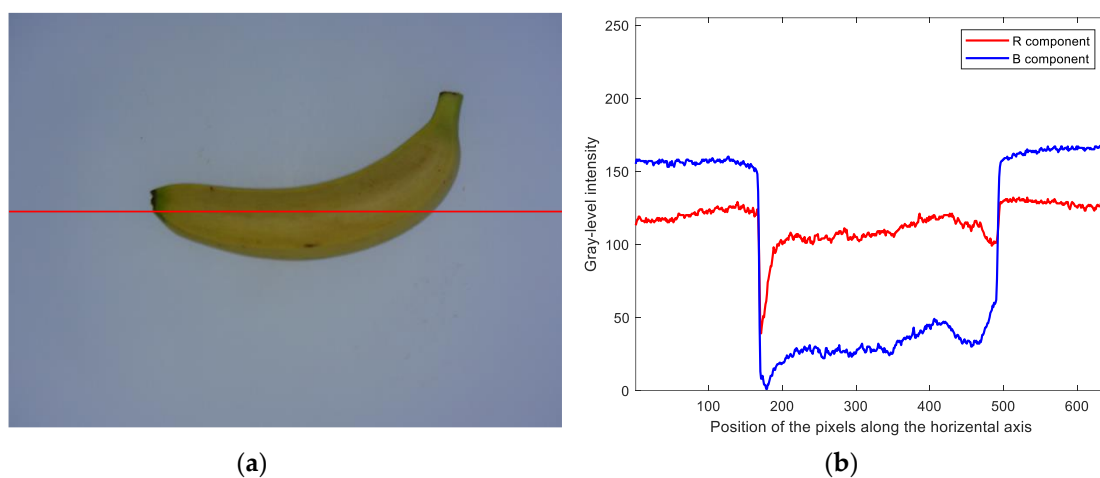 R component
B component
250
200
150
100
50
0
Gray-level intensity
100 200 300 400 500 600
Position of the pixels along the horizental axis
(a) (b)